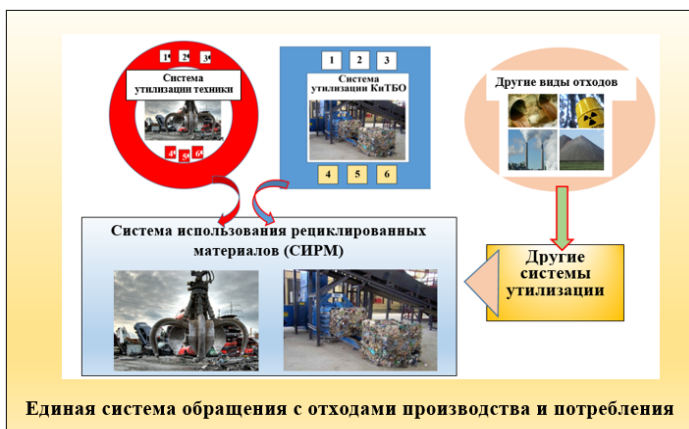 1* 2* 3*
Система
утилизации техники
4* 5* 6*
1 2 3
Система
утилизации КиТБО
4 5 6
Другие виды отходов
Система использования рециклированных
материалов (СИРМ)
Другие
системы
утилизации
Единая система обращения с отходами производства и потребления